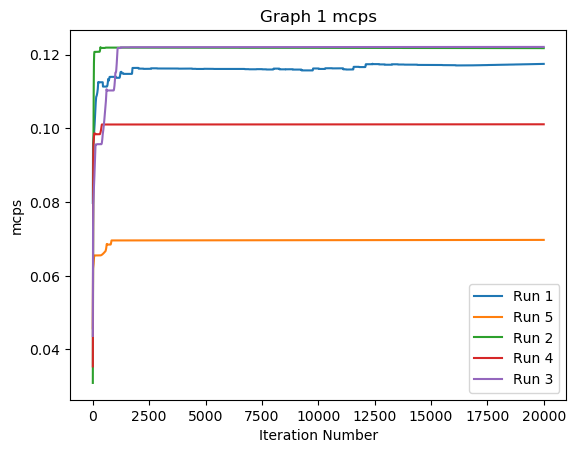 Graph 1 mcps
mcps
0.12
0.10
0.08
0.06
0.04
0 2500 5000 7500 10000 12500 15000 17500 20000
Iteration Number
Run 1
Run 5
Run 2
Run 4
Run 3